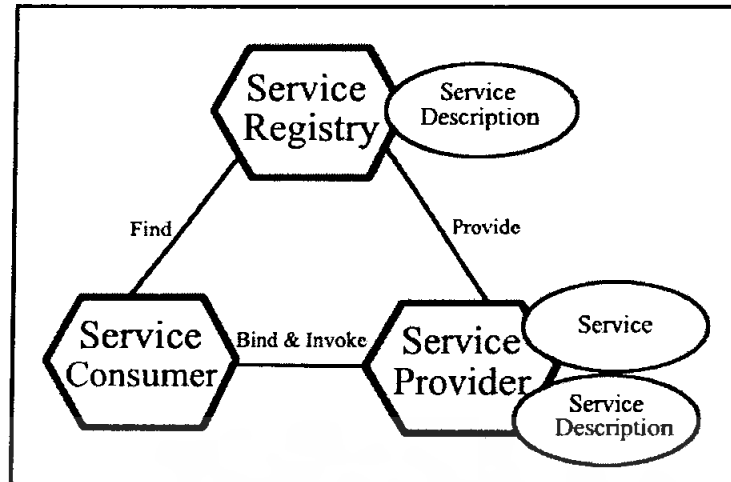 Service
Registry
Service
Description
Find
Provide
Service
Consumer
Bind & Invoke
Service
Provider
Service
Service
Description